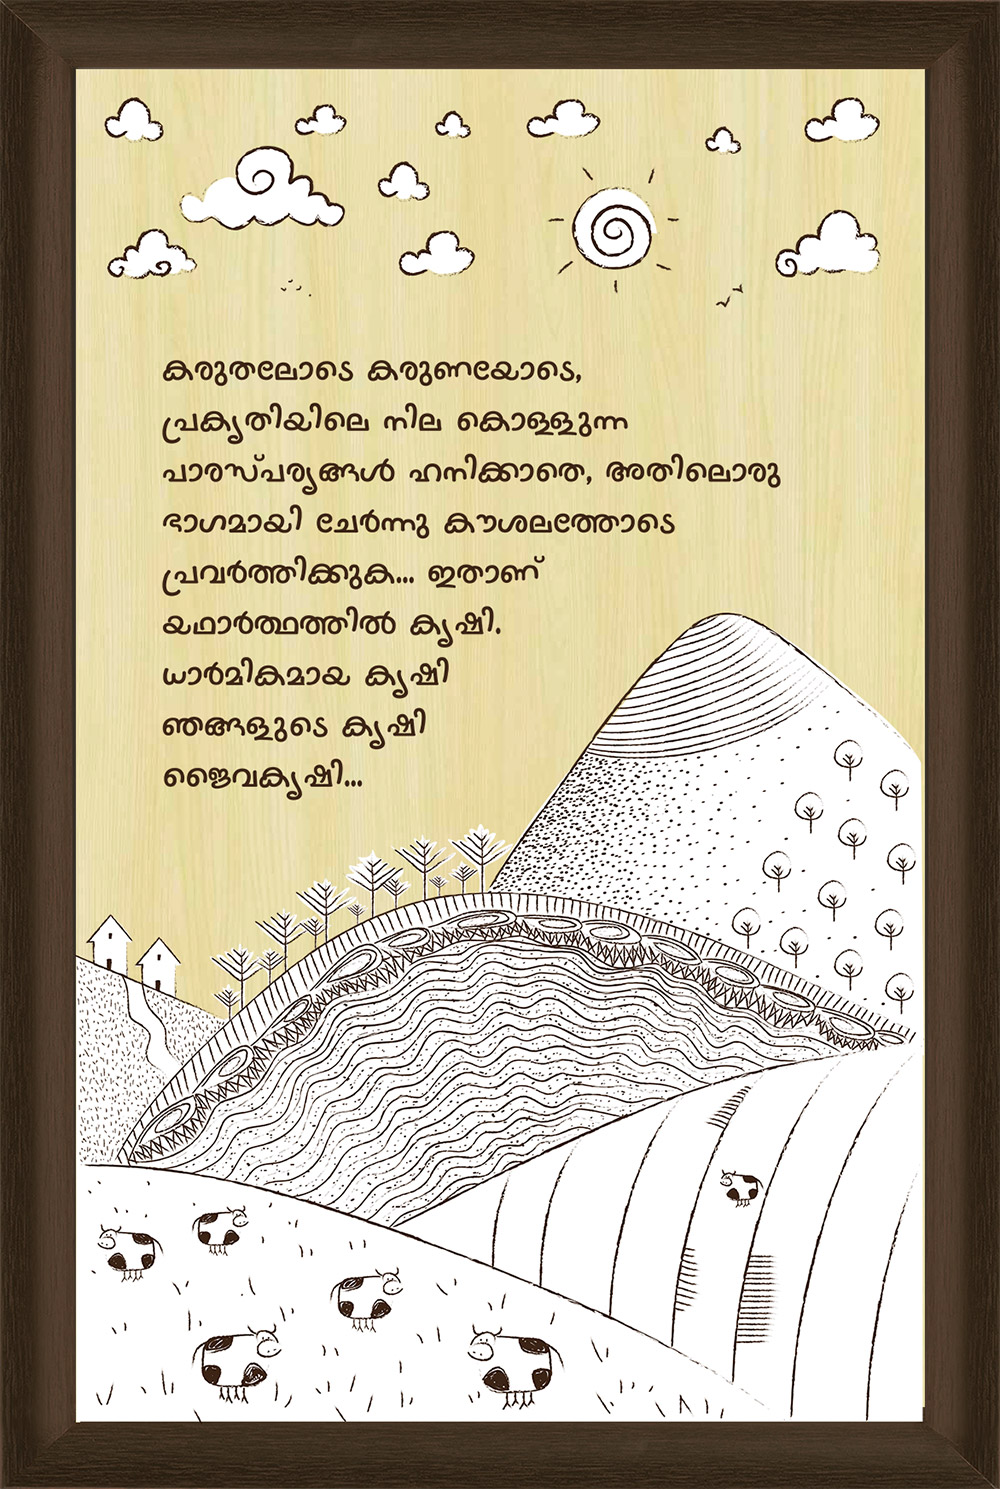 കരുതലോടെ കരുണയോടെ,
പ്രകൃതിയിലെ നില കൊള്ളുന്ന
പാരസ്പര്യങ്ങൾ ഹനിക്കാതെ, അതിലൊരു
ഭാഗമായി ചേർന്നു കൗശലത്തോടെ
പ്രവർത്തിക്കുക... ഇതാണ്
യഥാർത്ഥത്തിൽ കൃഷി.
ധാർമികമായ കൃഷി
ഞങ്ങളുടെ കൃഷി
ജൈവകൃഷി...